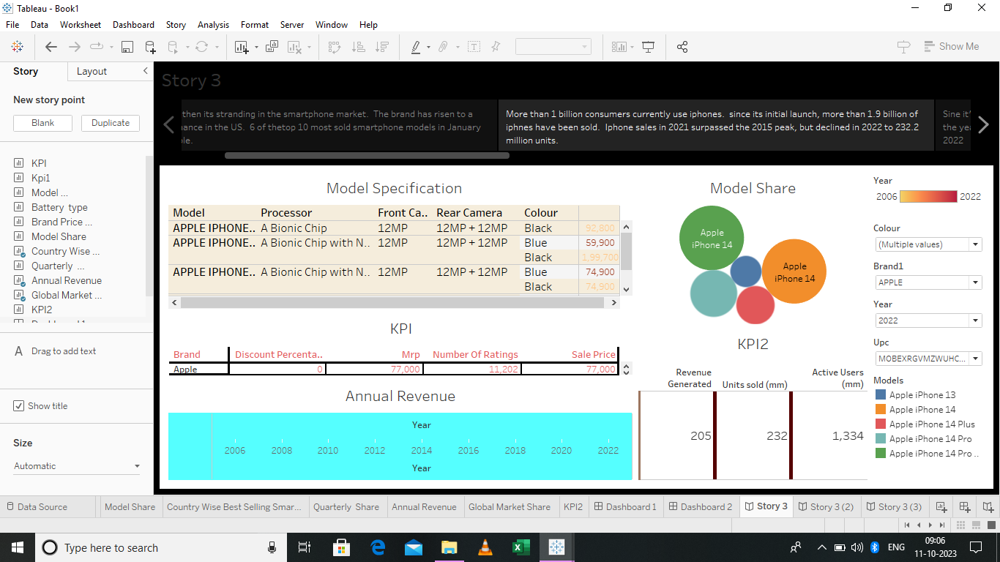 Tableau - Book1
File Data Worksheet Dashboard Story Analysis Format Server Window Help
Show Me
Story Layout
New story point
Blank Duplicate
KPI
Kpi1
Model ...
Battery type
Brand Price ...
Model Share
Country Wise ...
Quarterly ...
Annual Revenue
Global Market ...
KPI2
Drag to add text
Show title
Size
Automatic
Story 3
then its stranding in the smartphone market. The brand has risen to a
ance in the US. 6 of thetop 10 most sold smartphone models in January
le.
More than 1 billion consumers currently use iphones. since its initial launch, more than 1.9 billion of
iphnes have been sold. Iphone sales in 2021 surpassed the 2015 peak, but declined in 2022 to 232.2
million units.
Sine it'
the yea
2022
Model Specification
Model Processor Front Ca.. Rear Camera Colour
APPLE IPHONE.. A Bionic Chip 12MP 12MP + 12MP Black 92,800
APPLE IPHONE.. A Bionic Chip with N.. 12MP 12MP + 12MP Blue 59,900
Black 1,99,700
APPLE IPHONE.. A Bionic Chip with N.. 12MP 12MP + 12MP Blue 74,900
Black 74,900
KPI
Brand Discount Percenta.. Mrp Number Of Ratings Sale Price
Apple 0 77,000 11,202 77,000
Annual Revenue
Year
2006 2008 2010 2012 2014 2016 2018 2020 2022
Year
Model Share
Apple
iPhone 14
Apple
iPhone 14
KPI2
Revenue
Generated
Units sold (mm)
Active Users
(mm)
205 232 1,334
Year
2006 2022
Colour
(Multiple values)
Brand1
APPLE
Year
2022
Upc
MOBEXRGVMZWUHC...
Models
Apple iPhone 13
Apple iPhone 14
Apple iPhone 14 Plus
Apple iPhone 14 Pro
Apple iPhone 14 Pro ..
Data Source Model Share Country Wise Best Selling Smar... Quarterly Share Annual Revenue Global Market Share KPI2 Dashboard 1 Dashboard 2 Story 3 Story 3 (2) Story 3 (3)
Type here to search
ENG
09:06
11-10-2023